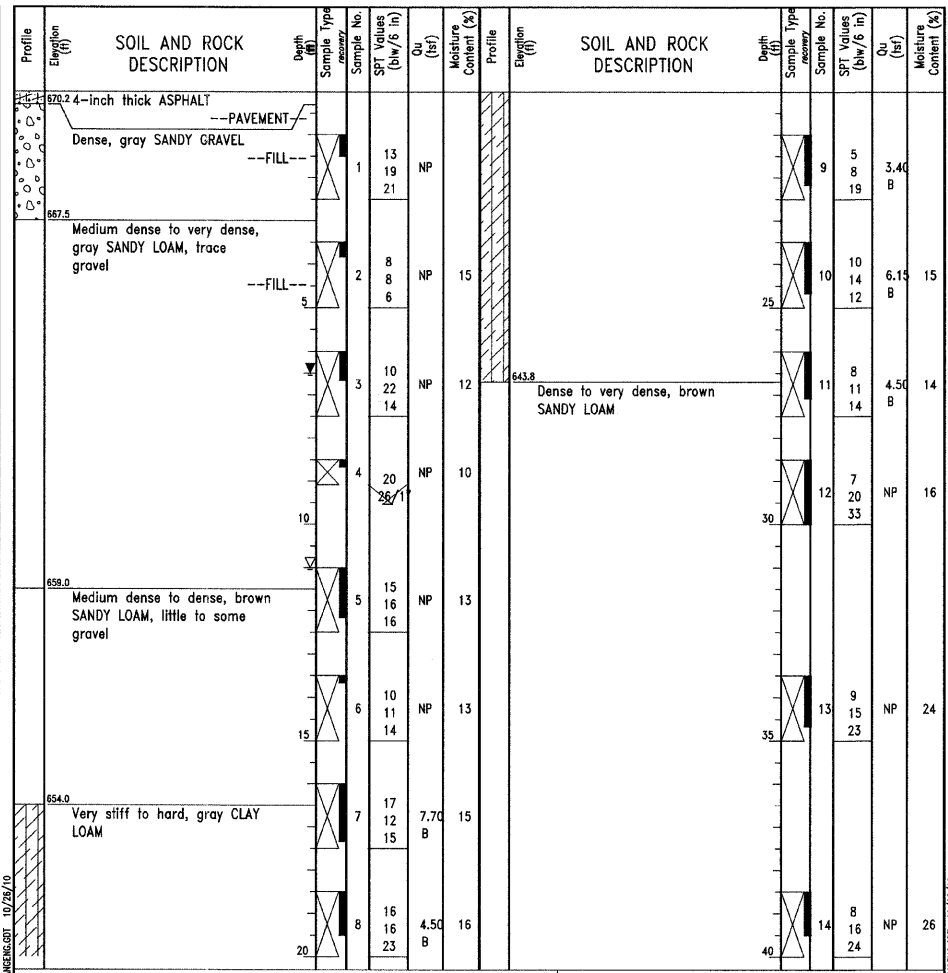 Profile
Elevation (ft)
SOIL AND ROCK DESCRIPTION
Depth (ft)
Sample Type
recovery
Sample No.
SPT Values (blw/6 in)
Qu (tsf)
Moisture Content (%)
Profile
Elevation (ft)
SOIL AND ROCK DESCRIPTION
Depth (ft)
Sample Type
recovery
Sample No.
SPT Values (blw/6 in)
Qu (tsf)
Moisture Content (%)
670.2 4-inch thick ASPHALT
--PAVEMENT--
Dense, gray SANDY GRAVEL
--FILL--
1
13
19
21
NP
667.5
Medium dense to very dense,
gray SANDY LOAM, trace
gravel
--FILL--
5
2
8
8
6
NP
15
3
10
22
14
NP
12
4
20
NP
10
10
659.0
Medium dense to dense, brown
SANDY LOAM, little to some
gravel
5
15
16
16
NP
13
15
6
10
11
14
NP
13
654.0
Very stiff to hard, gray CLAY
LOAM
7
17
12
15
7.70
B
15
20
8
16
16
23
4.50
B
16
9
5
8
19
3.40
B
25
10
10
14
12
6.15
B
15
11
8
11
14
4.50
B
14
643.8
Dense to very dense, brown
SANDY LOAM
30
12
7
20
33
NP
16
35
13
9
15
23
NP
24
40
14
8
16
24
NP
26
NGENG.GDT 10/26/10